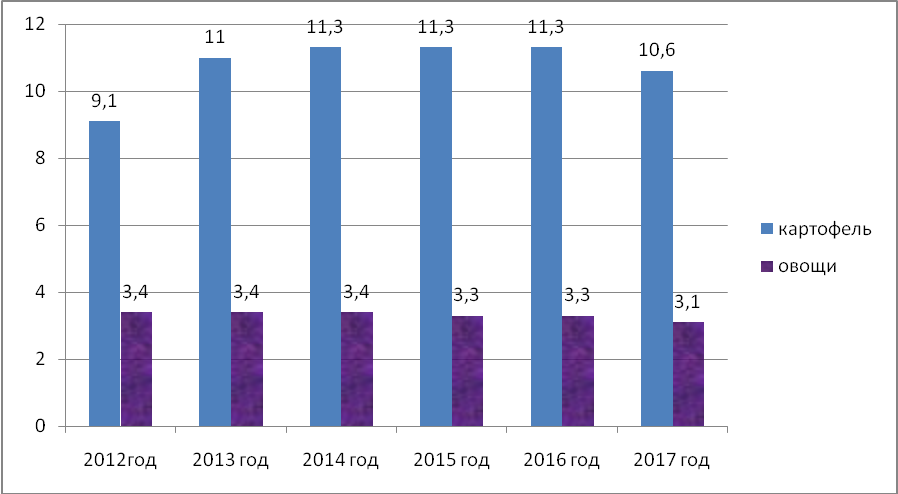 12
10
8
6
4
2
0
9,1
3,4
11
3,4
11,3
3,4
11,3
3,3
11,3
3,3
10,6
3,1
2012год
2013 год
2014 год
2015 год
2016 год
2017 год
картофель
овощи